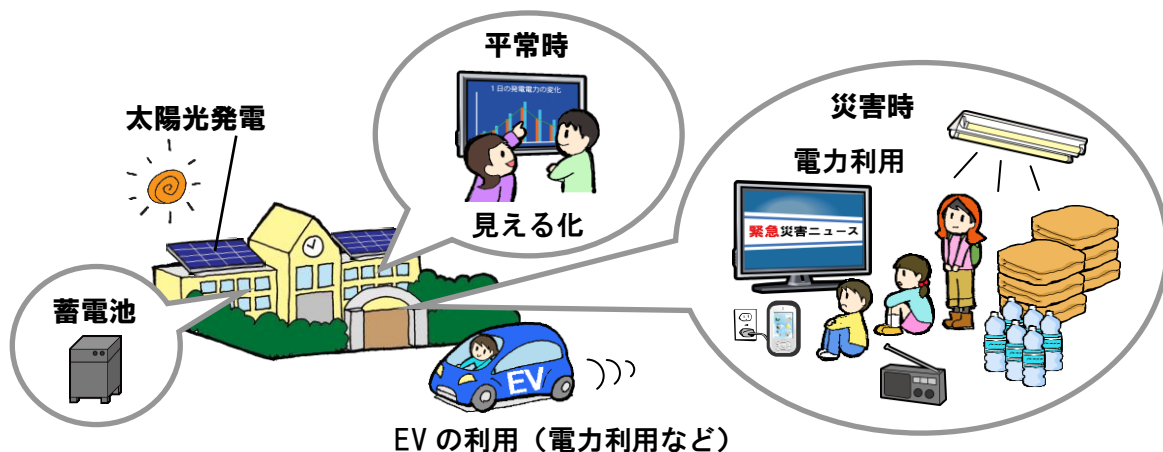 平常時
1日の発電電力の変化
見える化
太陽光発電
蓄電池
災害時
電力利用
緊急災害ニュース
EV
EVの利用（電力利用など）